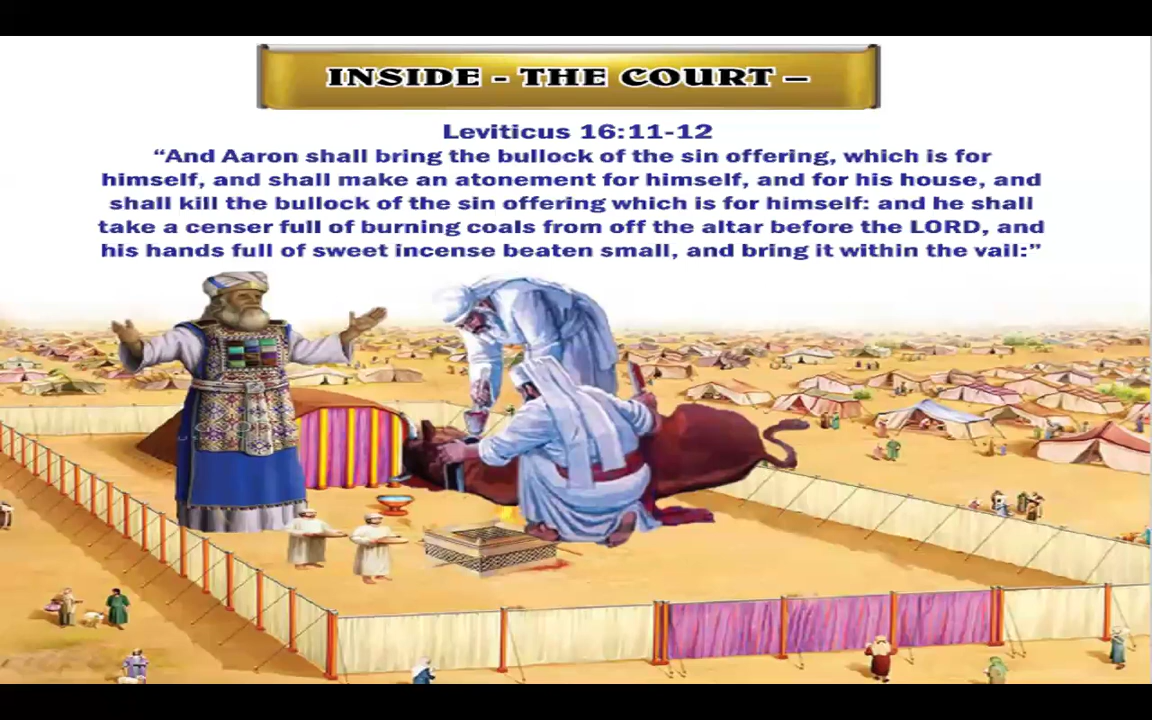 INSIDE - THE COURT –
Leviticus 16:11-12
“And Aaron shall bring the bullock of the sin offering, which is for
himself, and shall make an atonement for himself, and for his house, and
shall kill the bullock of the sin offering which is for himself: and he shall
take a censer full of burning coals from off the altar before the LORD, and
his hands full of sweet incense beaten small, and bring it within the vail:”